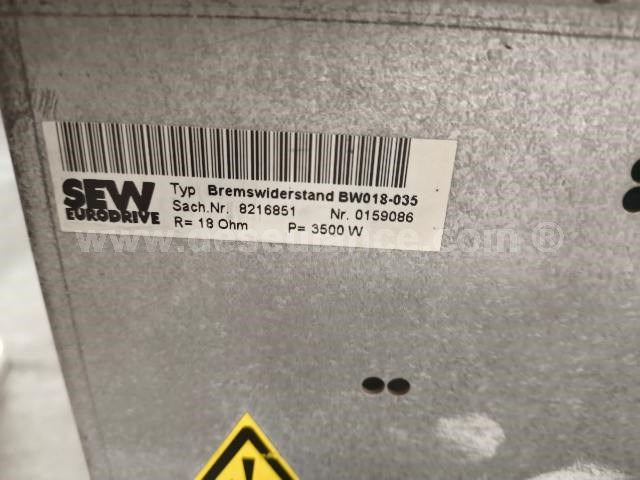 SEW
EURODRIVE
Typ Bremswiderstand BW018-035
Sach.Nr. 8216851 Nr. 0159086
R= 18 Ohm P= 3500 W